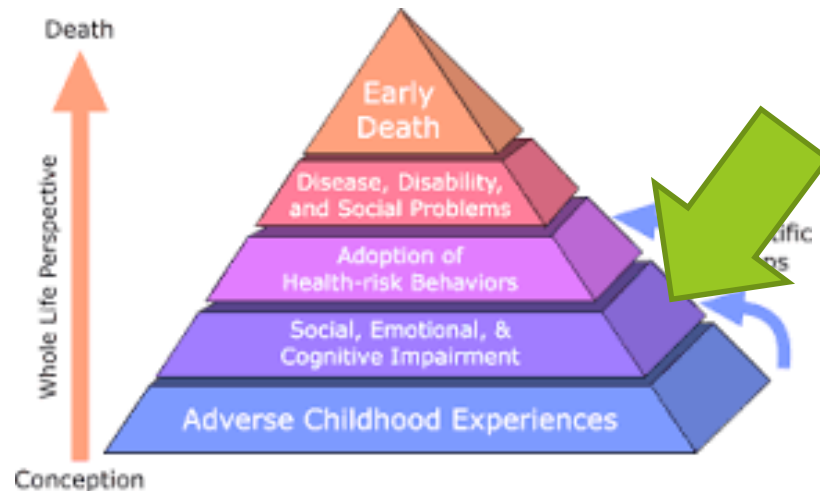 Death
Early
Death
Disease, Disability,
and Social Problems
Adoption of
Health-risk Behaviors
Social, Emotional, &
Cognitive Impairment
Adverse Childhood Experiences
Whole Life Perspective
Conception